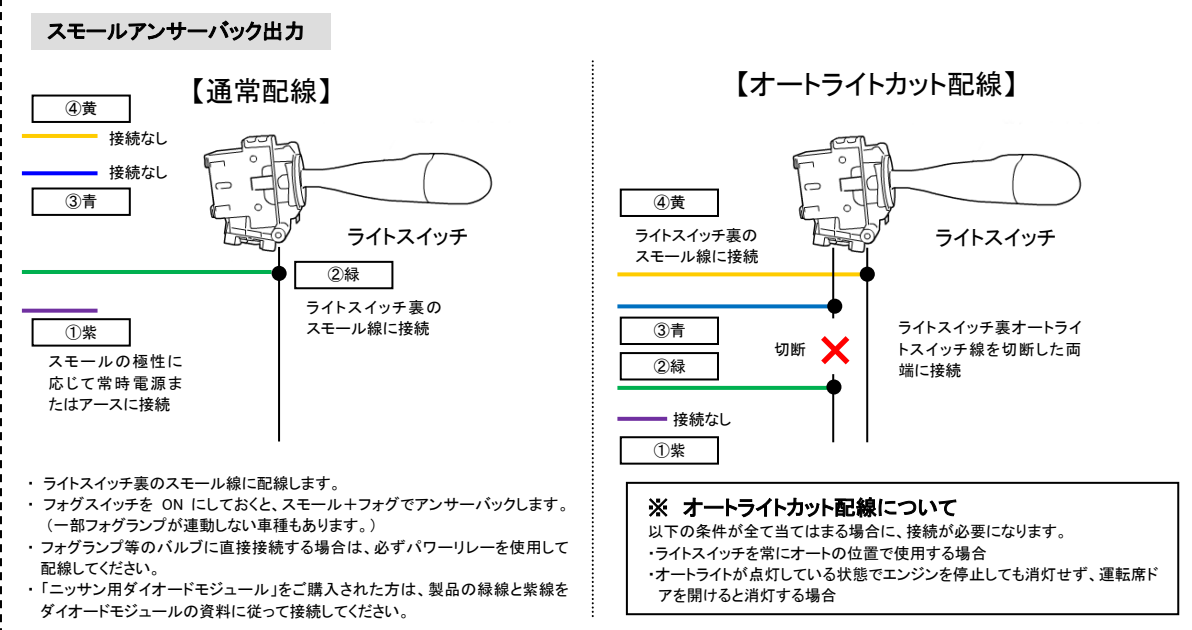 スモールアンサーバック出力
【通常配線】
④黄
接続なし
接続なし
③青
ライトスイッチ
②緑
ライトスイッチ裏の
スモール線に接続
①紫
スモールの極性に
応じて常時電源ま
たはアースに接続
・ ライトスイッチ裏のスモール線に配線します。
・ フォグスイッチを ON にしておくと、スモール＋フォグでアンサーバックします。
（一部フォグランプが連動しない車種もあります。）
・ フォグランプ等のバルブに直接接続する場合は、必ずパワーリレーを使用して
配線してください。
・ 「ニッサン用ダイオードモジュール」をご購入された方は、製品の緑線と紫線を
ダイオードモジュールの資料に従って接続してください。
【オートライトカット配線】
④黄
ライトスイッチ裏の
スモール線に接続
ライトスイッチ
③青
切断
②緑
ライトスイッチ裏オートライ
トスイッチ線を切断した両
端に接続
接続なし
①紫
※ オートライトカット配線について
以下の条件が全て当てはまる場合に、接続が必要になります。
・ライトスイッチを常にオートの位置で使用する場合
・オートライトが点灯している状態でエンジンを停止しても消灯せず、運転席ド
アを開けると消灯する場合